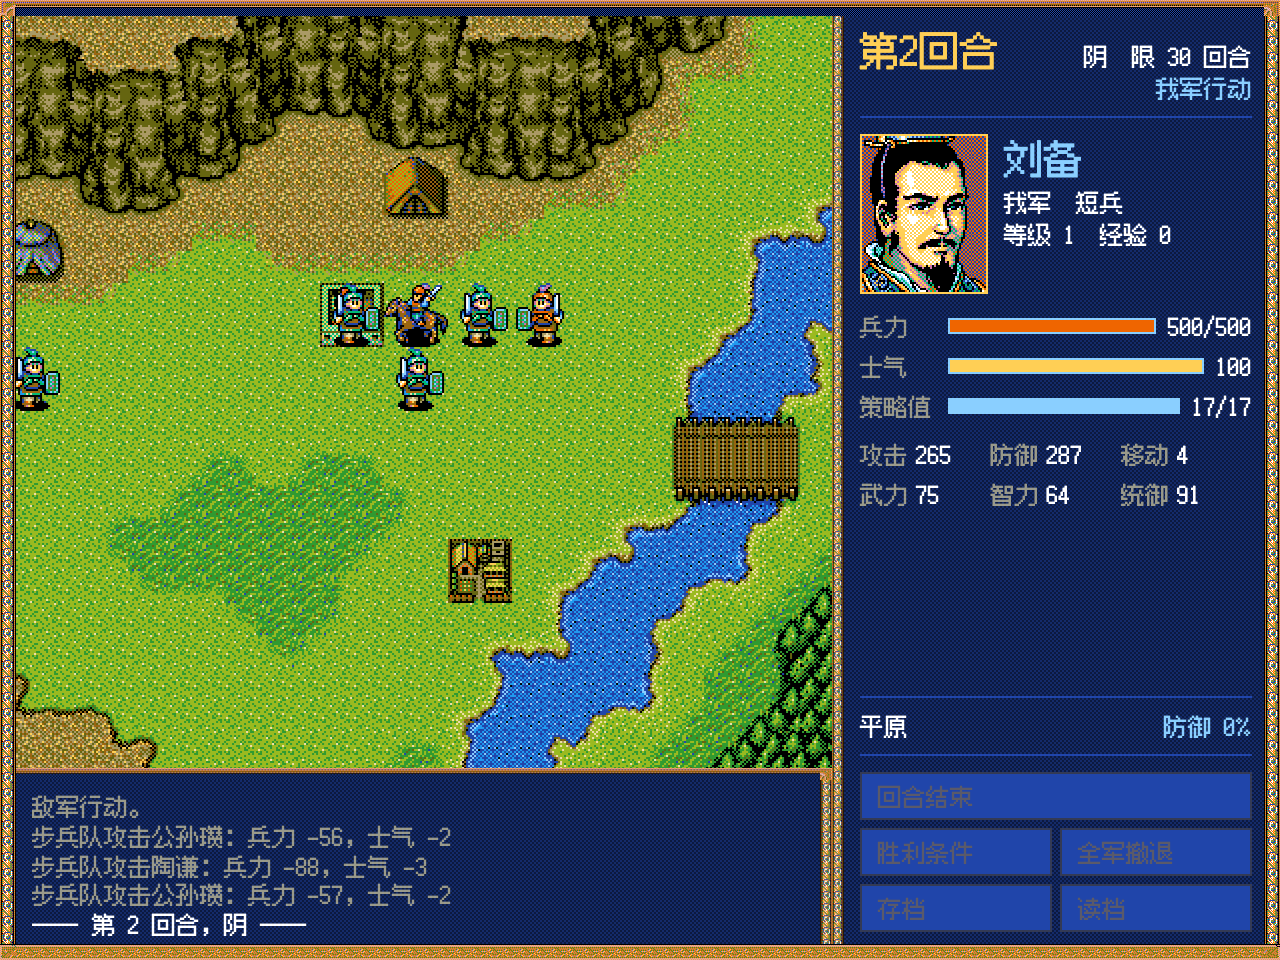 第2回合
阴 限 30 回合
我军行动
刘备
我军 短兵
等级 1 经验 0
兵力 500/500
士气 100
策略值 17/17
攻击 265 防御 287 移动 4
武力 75 智力 64 统御 91
平原 防御 0%
回合结束
胜利条件 全军撤退
存档 读档
敌军行动。
步兵队攻击公孙瓒：兵力 -56，士气 -2
步兵队攻击陶谦：兵力 -88，士气 -3
步兵队攻击公孙瓒：兵力 -57，士气 -2
—— 第 2 回合，阴 ——